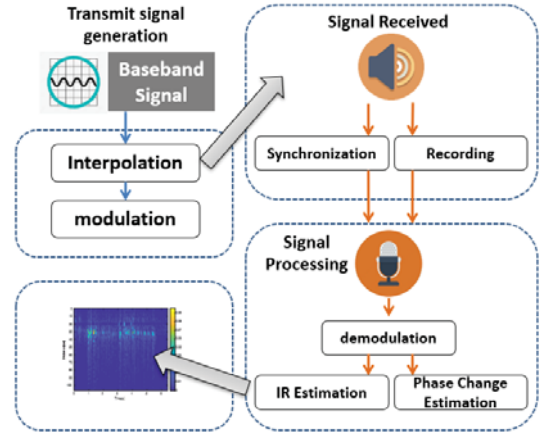 Transmit signal
generation
Baseband
Signal
Interpolation
modulation
Signal Received
Synchronization
Recording
Signal
Processing
demodulation
IR Estimation
Phase Change
Estimation